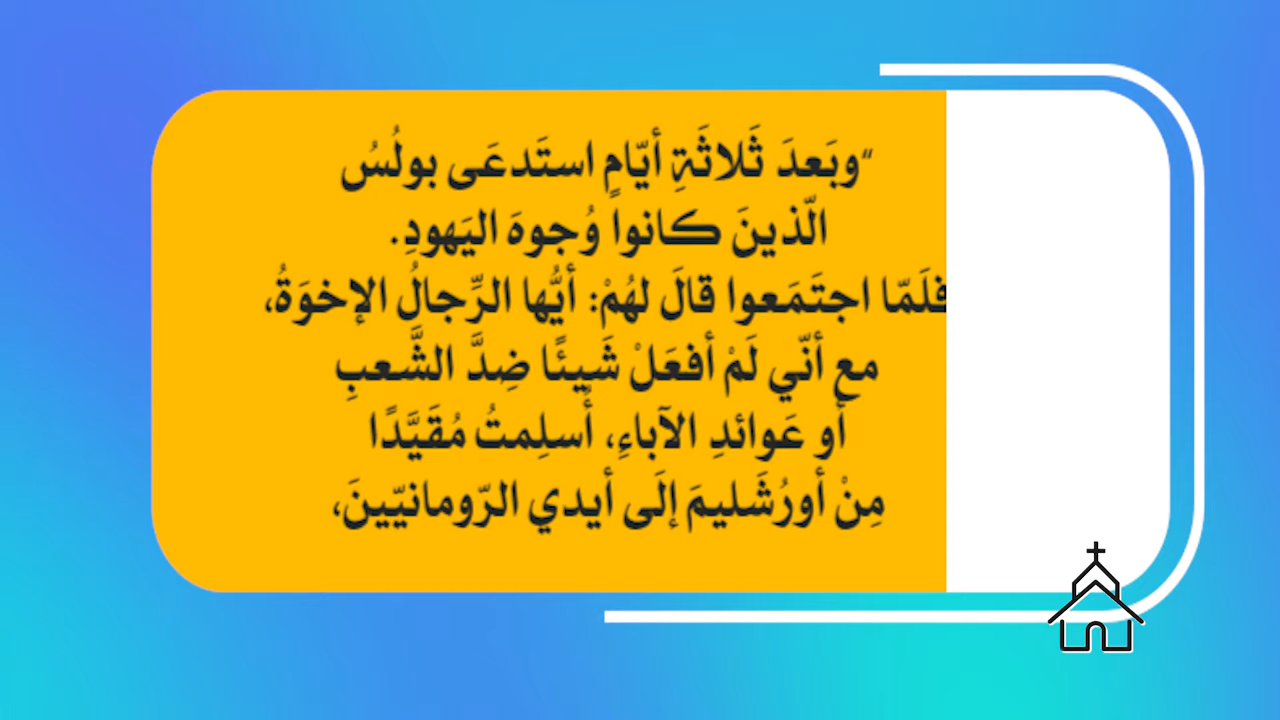 “وبَعدَ ثَلاثَةِ أيّامٍ استَدعَى بولُسُ
الّذينَ كانوا وُجوهَ اليَهودِ.
فلَمّا اجتَمَعوا قالَ لهُمْ: أيُّها الرِّجالُ الإخوَةُ،
مع أنّي لَمْ أفعَلْ شَيئًا ضِدَّ الشَّعبِ
أو عَوائدِ الآباءِ، أُسلِمتُ مُقَيَّدًا
مِنْ أورُشَليمَ إلَى أيدي الرّومانيّينَ،